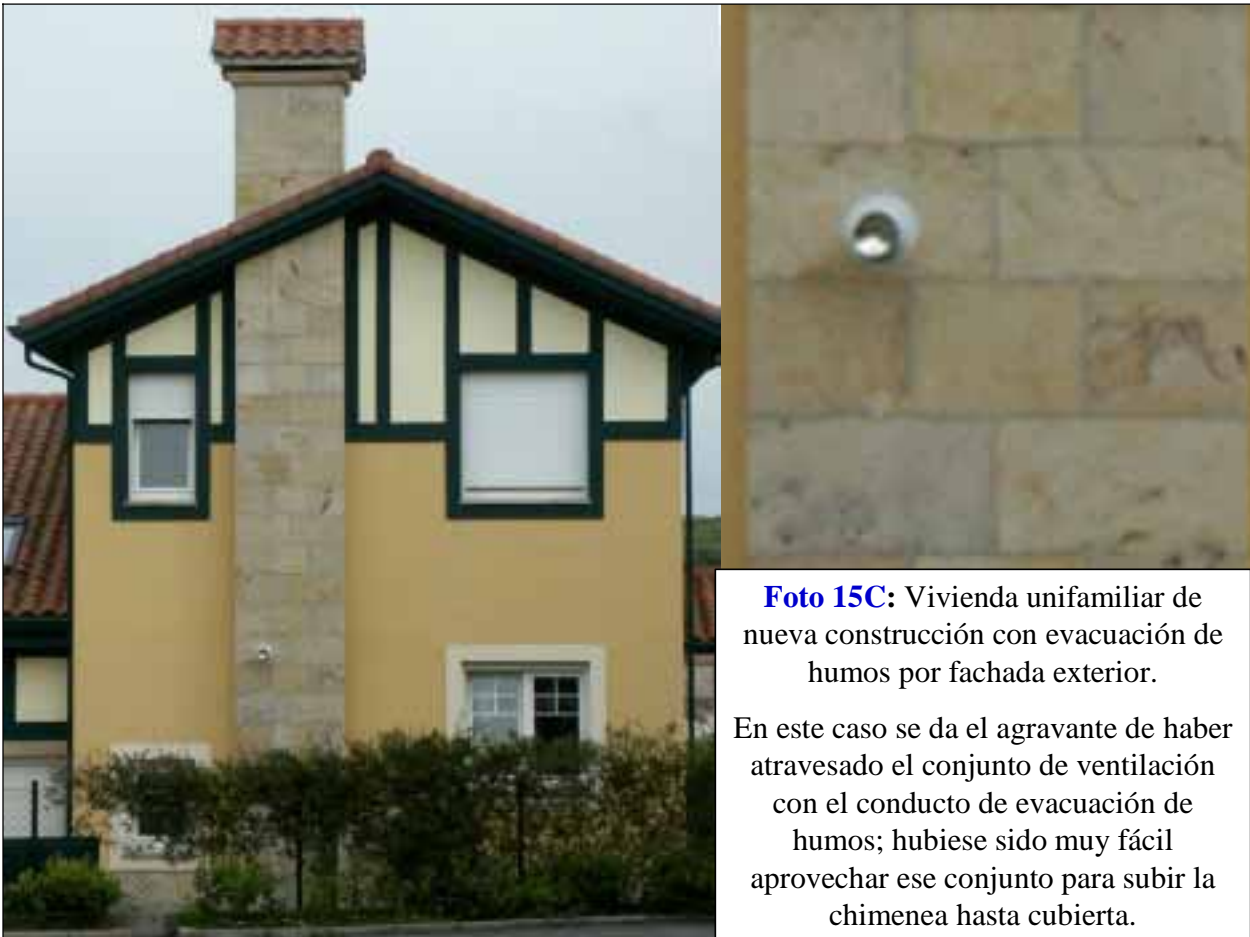 Foto 15C: Vivienda unifamiliar de
nueva construcción con evacuación de
humos por fachada exterior.
En este caso se da el agravante de haber
atravesado el conjunto de ventilación
con el conducto de evacuación de
humos; hubiese sido muy fácil
aprovechar ese conjunto para subir la
chimenea hasta cubierta.